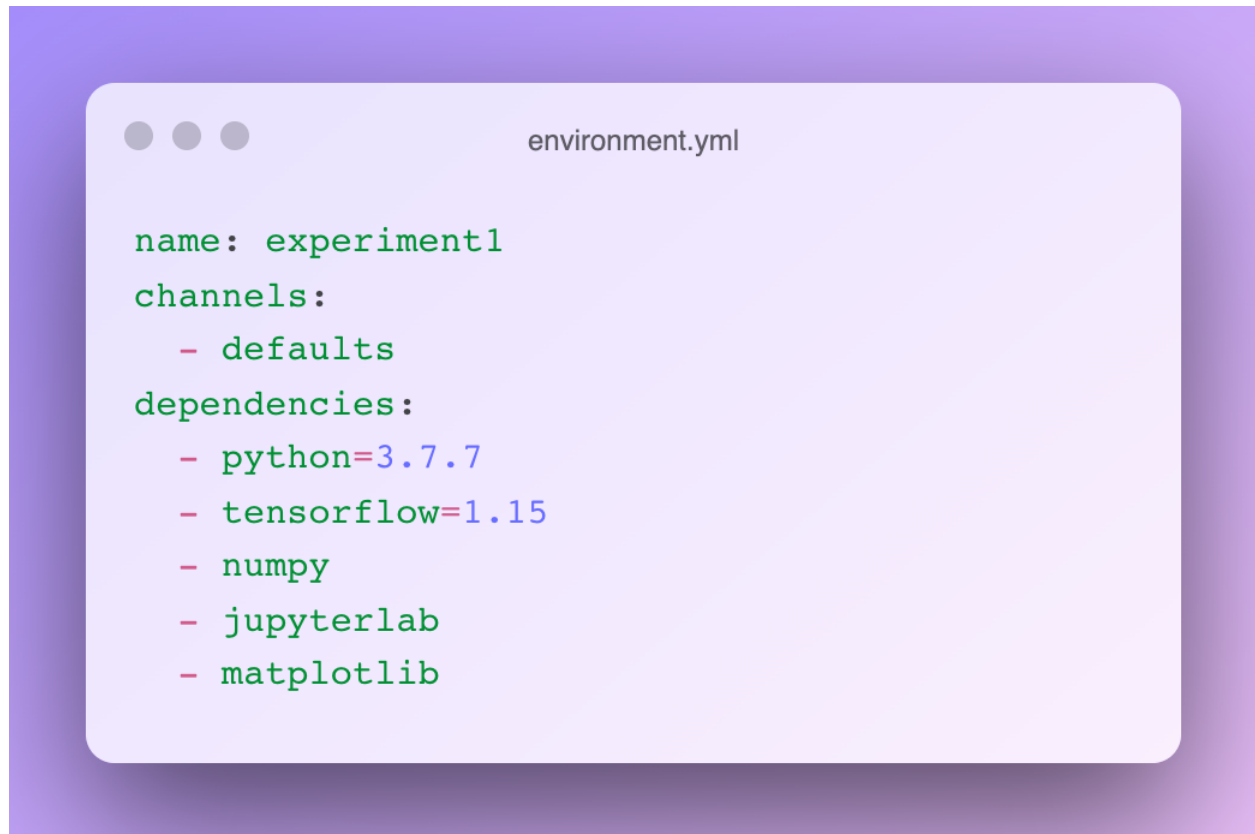 environment.yml
name: experiment1
channels:
  - defaults
dependencies:
  - python=3.7.7
  - tensorflow=1.15
  - numpy
  - jupyterlab
  - matplotlib